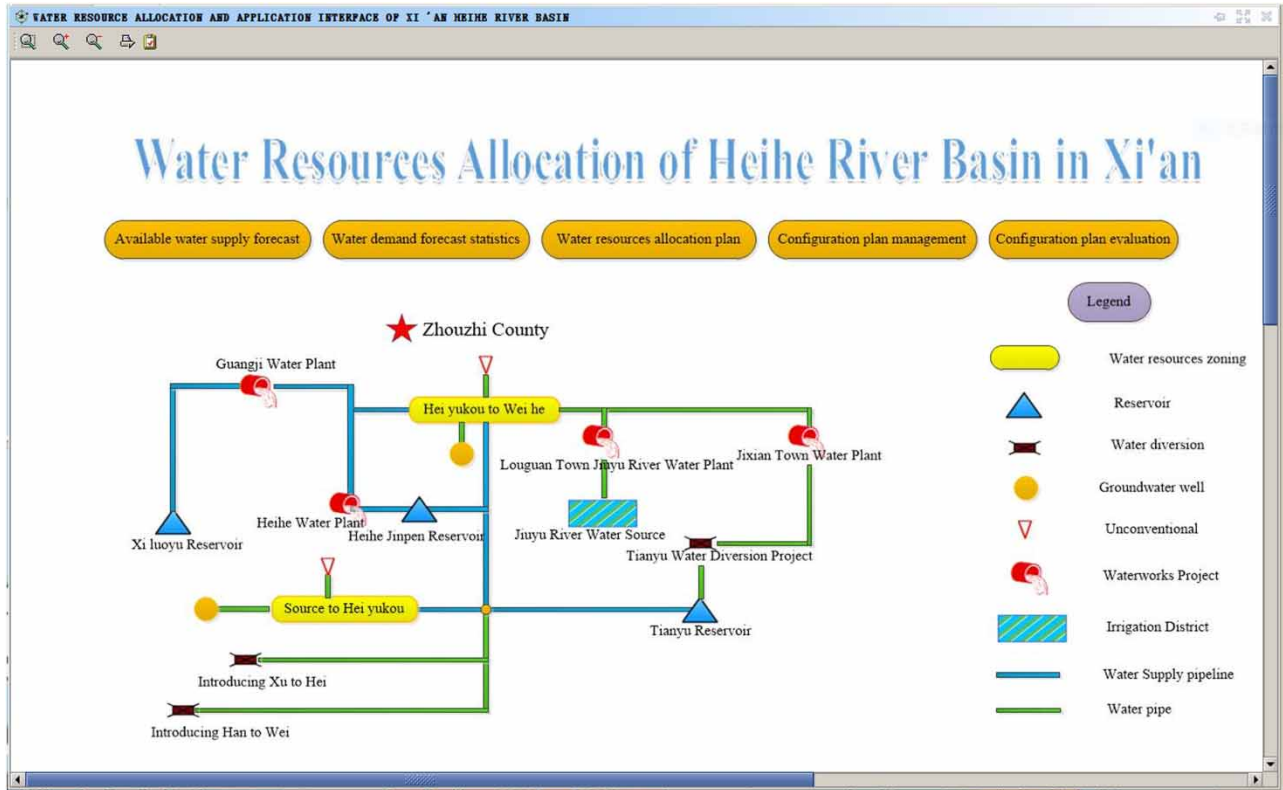 WATER RESOURCE ALLOCATION AND APPLICATION INTERFACE OF XI 'AN HEIHE RIVER BASIN
Water Resources Allocation of Heihe River Basin in Xi'an
Available water supply forecast
Water demand forecast statistics
Water resources allocation plan
Configuration plan management
Configuration plan evaluation
Legend
Zhouzhi County
Guangji Water Plant
Water resources zoning
Hei yukou to Wei he
Reservoir
Water diversion
Louguan Town Jiuyu River Water Plant
Jixian Town Water Plant
Groundwater well
Heihe Water Plant
Heihe Jinpen Reservoir
Jiuyu River Water Source
Unconventional
Xi luoyu Reservoir
Tianyu Water Diversion Project
Waterworks Project
Source to Hei yukou
Tianyu Reservoir
Irrigation District
Introducing Xu to Hei
Water Supply pipeline
Introducing Han to Wei
Water pipe